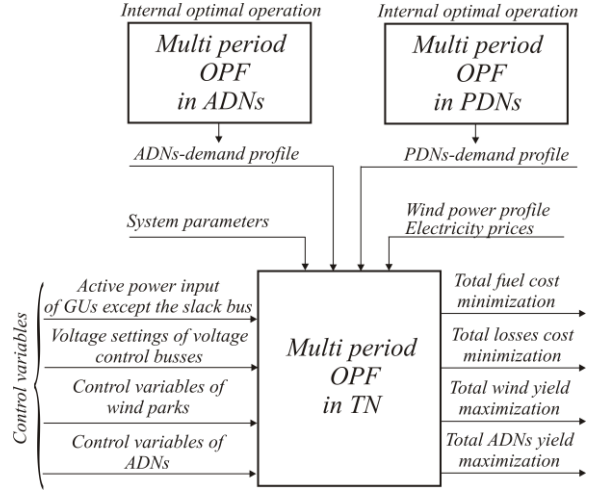 Internal optimal operation
Internal optimal operation
Multi period
OPF
in ADNs
Multi period
OPF
in PDNs
ADNs-demand profile
PDNs-demand profile
System parameters
Wind power profile
Electricity prices
Control variables
Active power input
of GUs except the slack bus
Voltage settings of voltage
control busses
Control variables of
wind parks
Control variables of
ADNs
Multi period
OPF
in TN
Total fuel cost
minimization
Total losses cost
minimization
Total wind yield
maximization
Total ADNs yield
maximization